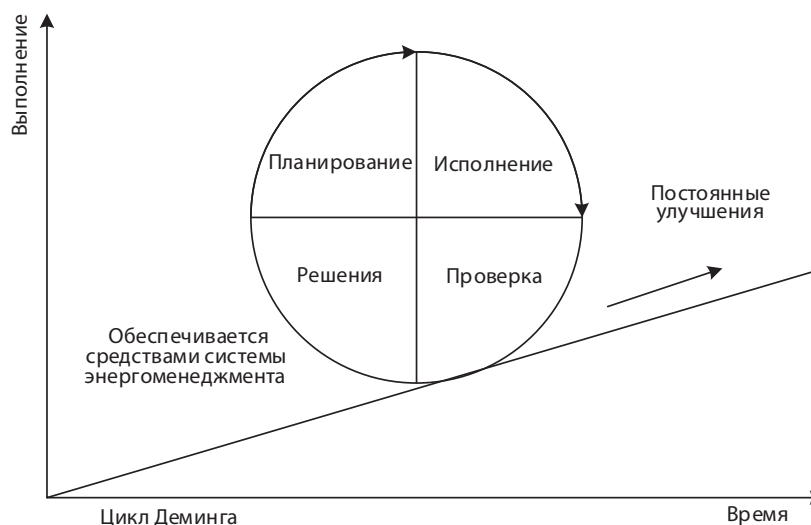 Выполнение
Планирование
Исполнение
Постоянные
улучшения
Решения
Проверка
Обеспечивается
средствами системы
энергоменеджмента
Цикл Деминга
Время